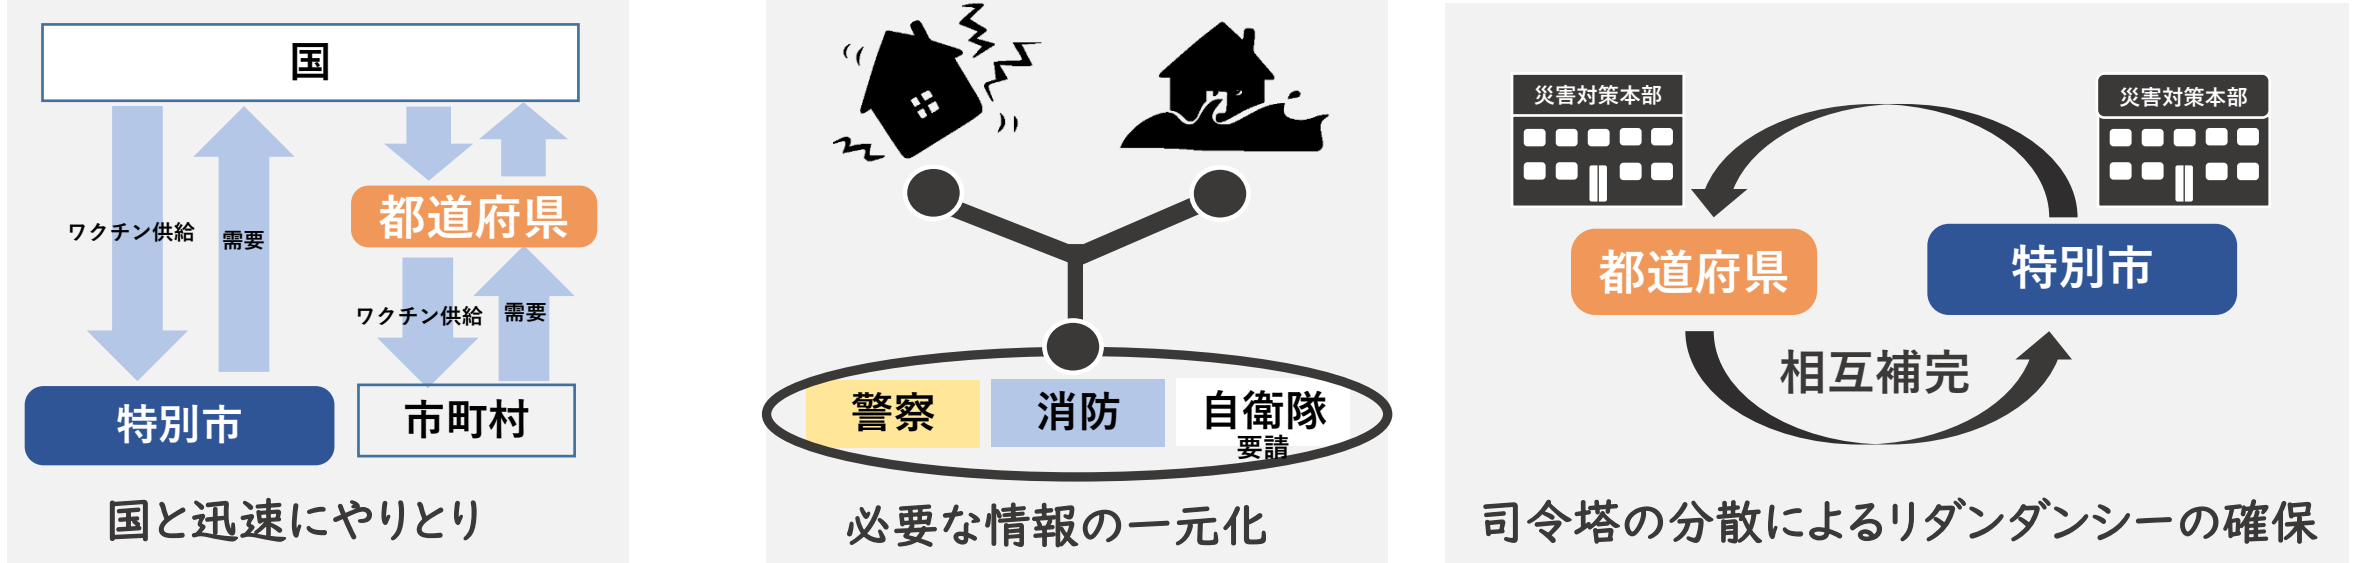 国
ワクチン供給
需要
都道府県
ワクチン供給
需要
特別市
市町村
国と迅速にやりとり
警察
消防
自衛隊
要請
必要な情報の一元化
災害対策本部
災害対策本部
都道府県
特別市
相互補完
司令塔の分散によるリダンダンシーの確保